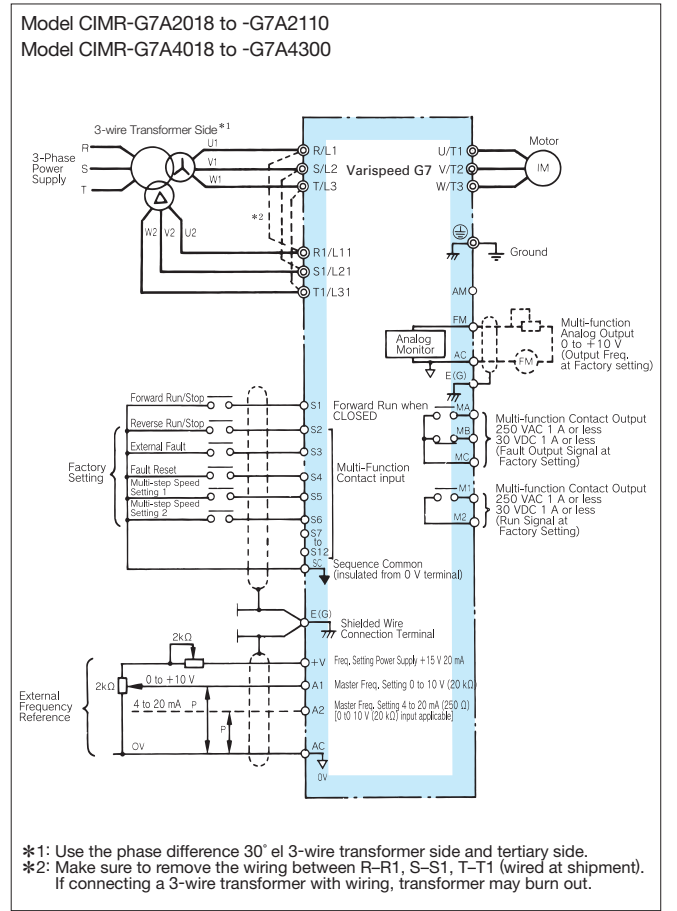 Model CIMR-G7A2018 to -G7A2110
Model CIMR-G7A4018 to -G7A4300
3-wire Transformer Side*1
3-Phase
Power
Supply
R
S
T
U1
V1
W1
W2
V2
U2
*2
R/L1
S/L2
T/L3
R1/L11
S1/L21
T1/L31
Varispeed G7
U/T1
V/T2
W/T3
Motor
IM
Ground
AM
FM
Analog
Monitor
AC
E(G)
FM
Multi-function
Analog Output
0 to +10 V
(Output Freq.
at Factory setting)
Forward Run/Stop
Reverse Run/Stop
External Fault
Fault Reset
Multi-step Speed
Setting 1
Multi-step Speed
Setting 2
Factory
Setting
S1
S2
S3
S4
S5
S6
S7
to
S12
SC
Forward Run when
CLOSED
Multi-Function
Contact input
Sequence Common
(insulated from 0 V terminal)
MA
MB
MC
Multi-function Contact Output
250 VAC 1 A or less
30 VDC 1 A or less
(Fault Output Signal at
Factory Setting)
M1
M2
Multi-function Contact Output
250 VAC 1 A or less
30 VDC 1 A or less
(Run Signal at
Factory Setting)
E(G)
Shielded Wire
Connection Terminal
External
Frequency
Reference
2kΩ
2kΩ
0 to +10 V
4 to 20 mA
P
P
0V
+V
Freq. Setting Power Supply +15 V 20 mA
A1
Master Freq. Setting 0 to 10 V (20 kΩ)
A2
Master Freq. Setting 4 to 20 mA (250 Ω)
[0 t0 10 V (20 kΩ) input applicable]
AC
0V
*1: Use the phase difference 30° el 3-wire transformer side and tertiary side.
*2: Make sure to remove the wiring between R–R1, S–S1, T–T1 (wired at shipment).
If connecting a 3-wire transformer with wiring, transformer may burn out.